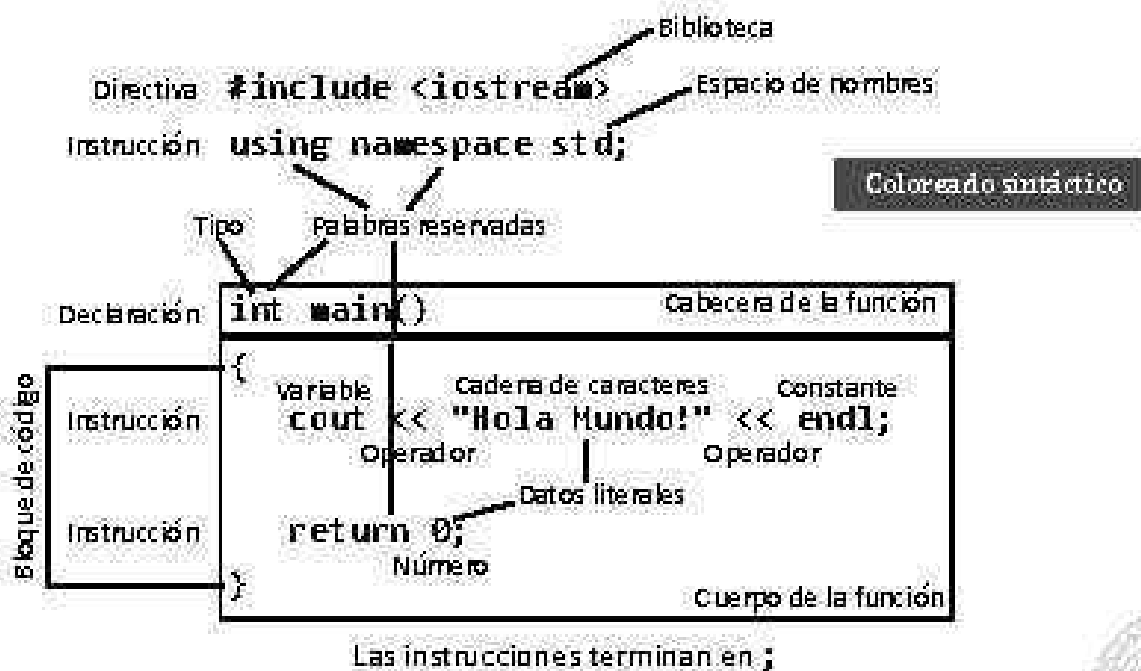 Biblioteca
Directiva #include <iostream> Espacio de nombres
Instrucción using namespace std;
Coloreado sintáctico
Tipo Palabras reservadas
Declaración int main() Cabecera de la función
{
Variable Cadena de caracteres Constante
Instrucción cout << "Hola Mundo!" << endl;
Operador Operador
Datos literales
Bloque de código
Instrucción return 0;
Número
}
Cuerpo de la función
Las instrucciones terminan en ;